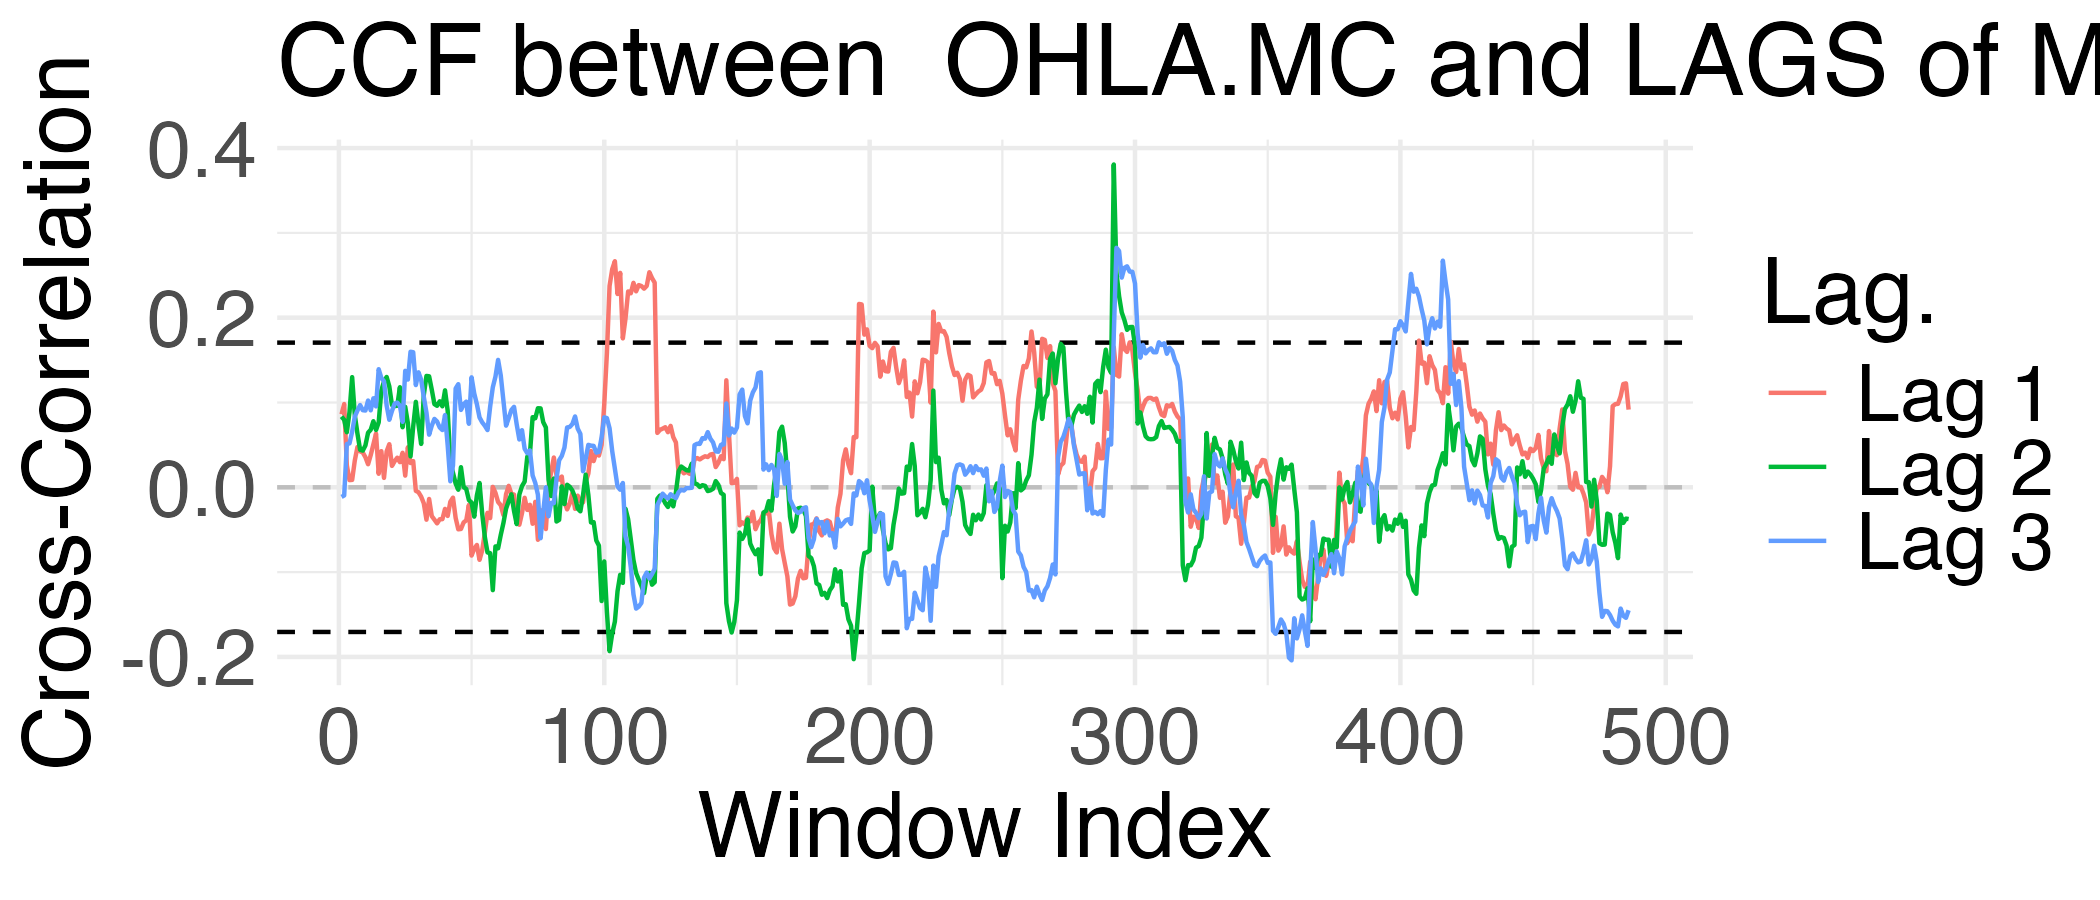 CCF between  OHLA.MC and LAGS of M
Cross-Correlation
0.4
0.2
0.0
-0.2
0
100
200
300
400
500
Window Index
Lag.
Lag 1
Lag 2
Lag 3